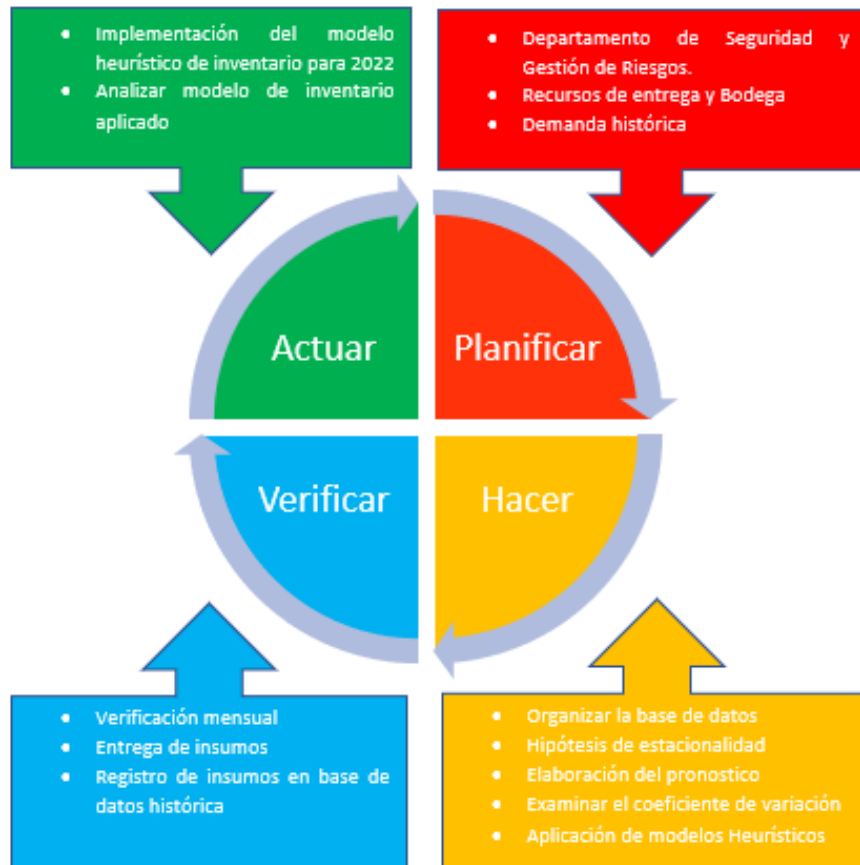 • Implementación del modelo
heurístico de inventario para 2022
• Analizar modelo de inventario
aplicado
• Departamento de Seguridad y
Gestión de Riesgos.
• Recursos de entrega y Bodega
• Demanda histórica
Actuar
Planificar
Verificar
Hacer
• Verificación mensual
• Entrega de insumos
• Registro de insumos en base de
datos histórica
• Organizar la base de datos
• Hipótesis de estacionalidad
• Elaboración del pronostico
• Examinar el coeficiente de variación
• Aplicación de modelos Heurísticos